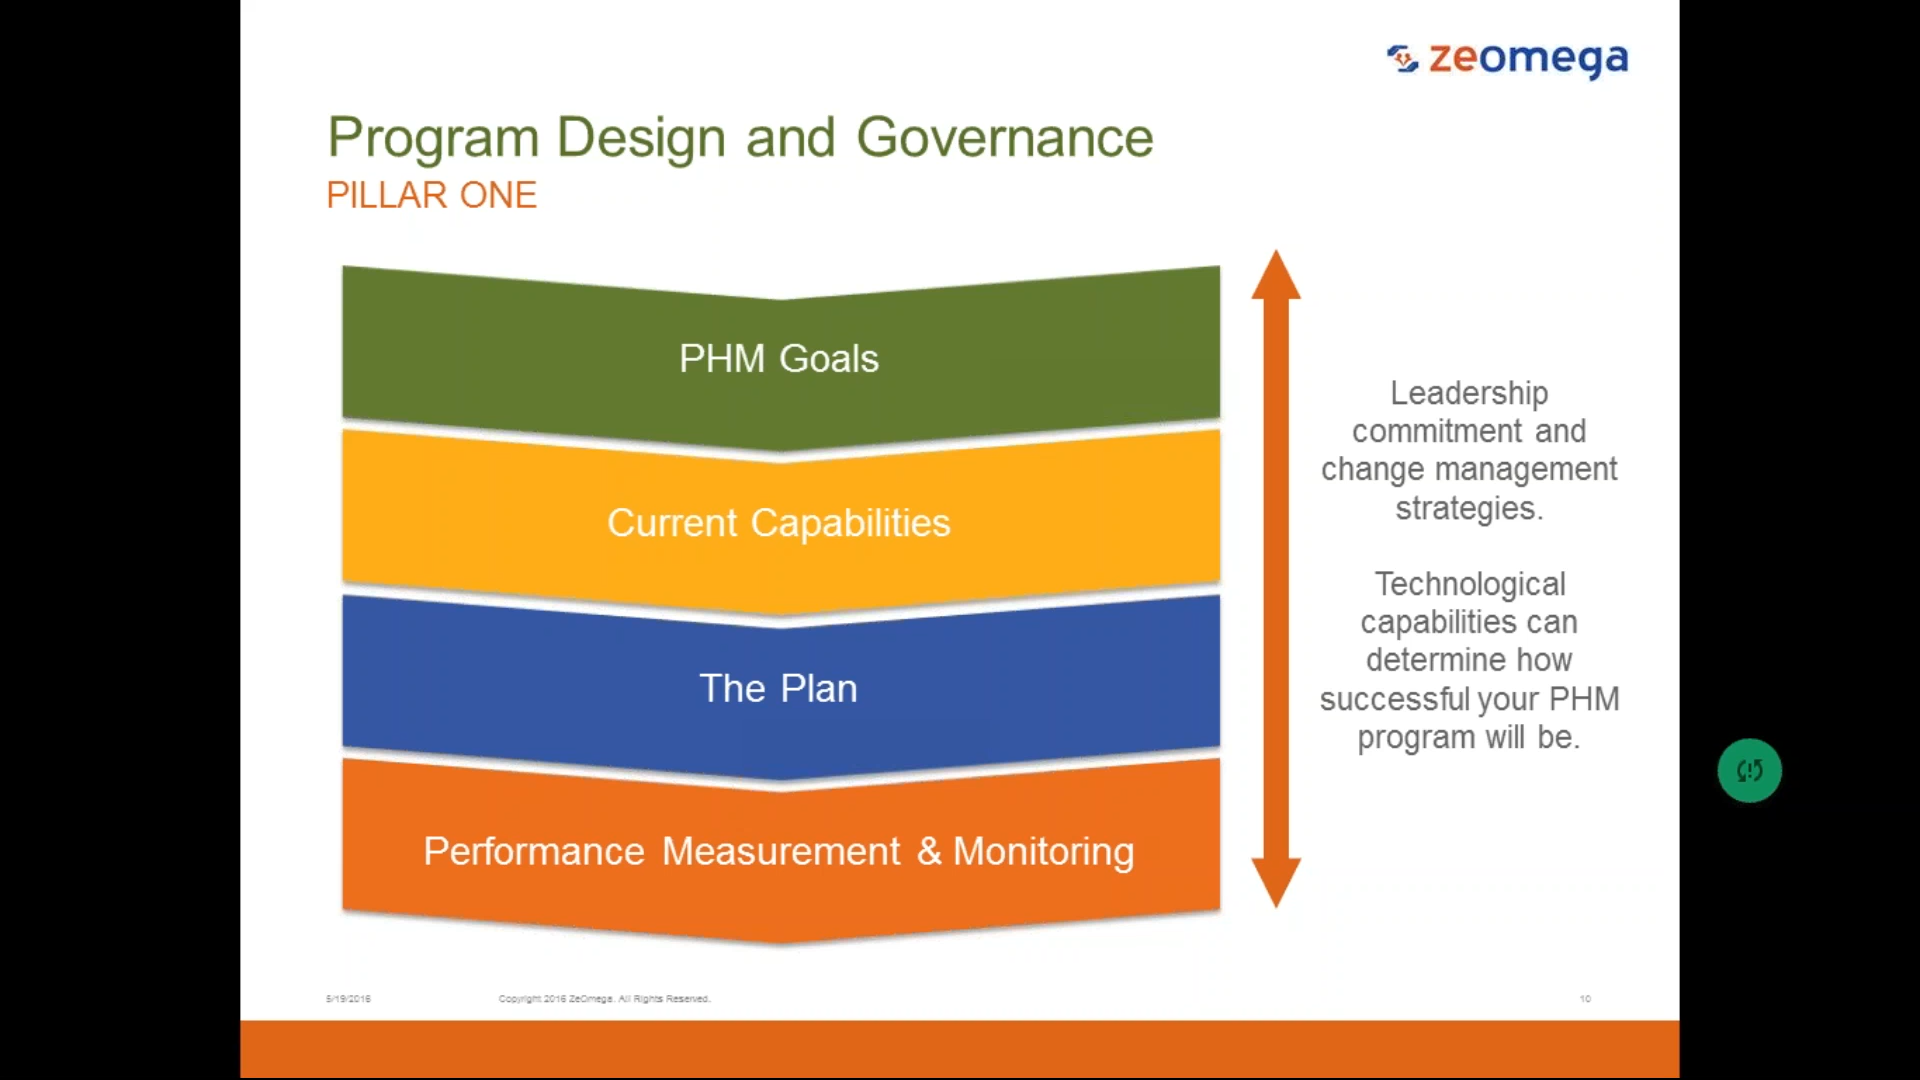 zeomega
Program Design and Governance
PILLAR ONE
PHM Goals
Current Capabilities
The Plan
Performance Measurement & Monitoring
Leadership
commitment and
change management
strategies.
Technological
capabilities can
determine how
successful your PHM
program will be.
5/19/2016
Copyright 2016 ZeOmega. All Rights Reserved.
10